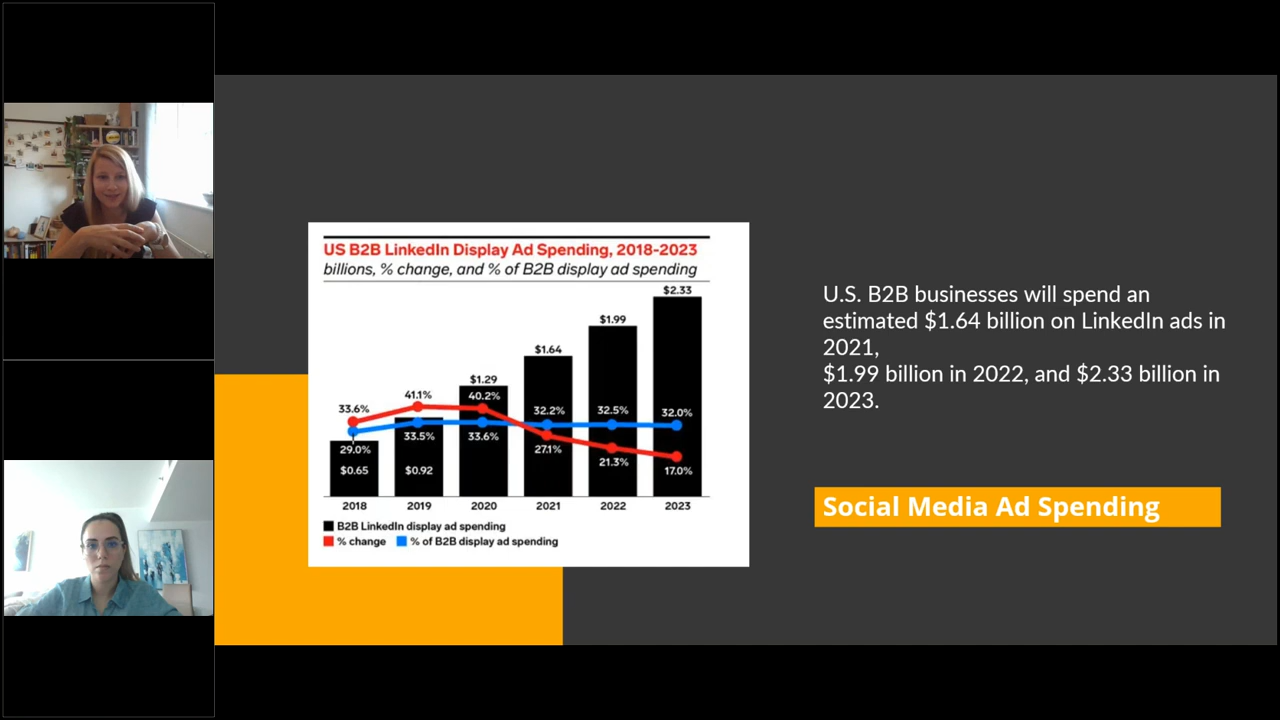 US B2B LinkedIn Display Ad Spending, 2018-2023
billions, % change, and % of B2B display ad spending
$2.33
$1.99
$1.64
$1.29
41.1%
40.2%
33.6%
32.2%
32.5%
32.0%
29.0%
33.5%
33.6%
27.1%
21.3%
17.0%
$0.65
$0.92
2018
2019
2020
2021
2022
2023
B2B LinkedIn display ad spending
% change
% of B2B display ad spending
U.S. B2B businesses will spend an
estimated $1.64 billion on LinkedIn ads in
2021,
$1.99 billion in 2022, and $2.33 billion in
2023.
Social Media Ad Spending